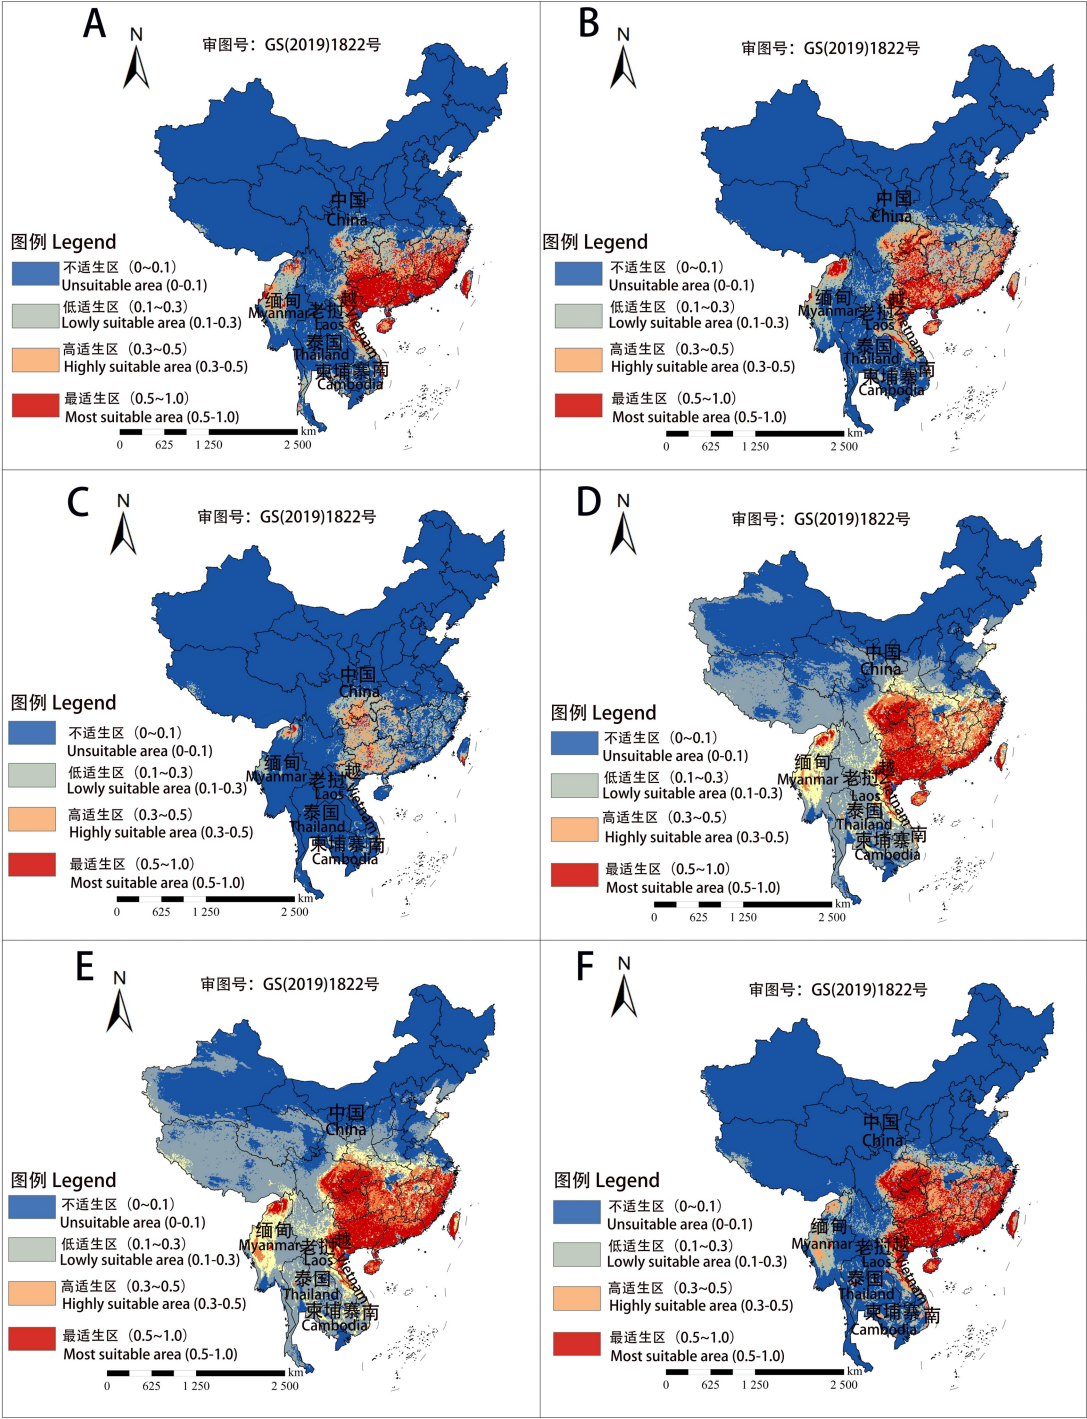 A
N
审图号：GS(2019)1822号
中国
China
图例 Legend
不适生区（0~0.1）
Unsuitable area (0-0.1)
低适生区（0.1~0.3）
Lowly suitable area (0.1-0.3)
高适生区（0.3~0.5）
Highly suitable area (0.3-0.5)
最适生区（0.5~1.0）
Most suitable area (0.5-1.0)
缅甸
Myanmar
老挝
Laos
越南
Vietnam
泰国
Thailand
柬埔寨
Cambodia
km
0 625 1 250 2 500
B
N
审图号：GS(2019)1822号
中国
China
图例 Legend
不适生区（0~0.1）
Unsuitable area (0-0.1)
低适生区（0.1~0.3）
Lowly suitable area (0.1-0.3)
高适生区（0.3~0.5）
Highly suitable area (0.3-0.5)
最适生区（0.5~1.0）
Most suitable area (0.5-1.0)
缅甸
Myanmar
老挝
Laos
越南
Vietnam
泰国
Thailand
柬埔寨
Cambodia
km
0 625 1 250 2 500
C
N
审图号：GS(2019)1822号
中国
China
图例 Legend
不适生区（0~0.1）
Unsuitable area (0-0.1)
低适生区（0.1~0.3）
Lowly suitable area (0.1-0.3)
高适生区（0.3~0.5）
Highly suitable area (0.3-0.5)
最适生区（0.5~1.0）
Most suitable area (0.5-1.0)
缅甸
Myanmar
老挝
Laos
越南
Vietnam
泰国
Thailand
柬埔寨
Cambodia
km
0 625 1 250 2 500
D
N
审图号：GS(2019)1822号
中国
China
图例 Legend
不适生区（0~0.1）
Unsuitable area (0-0.1)
低适生区（0.1~0.3）
Lowly suitable area (0.1-0.3)
高适生区（0.3~0.5）
Highly suitable area (0.3-0.5)
最适生区（0.5~1.0）
Most suitable area (0.5-1.0)
缅甸
Myanmar
老挝
Laos
越南
Vietnam
泰国
Thailand
柬埔寨
Cambodia
km
0 625 1 250 2 500
E
N
审图号：GS(2019)1822号
中国
China
图例 Legend
不适生区（0~0.1）
Unsuitable area (0-0.1)
低适生区（0.1~0.3）
Lowly suitable area (0.1-0.3)
高适生区（0.3~0.5）
Highly suitable area (0.3-0.5)
最适生区（0.5~1.0）
Most suitable area (0.5-1.0)
缅甸
Myanmar
老挝
Laos
越南
Vietnam
泰国
Thailand
柬埔寨
Cambodia
km
0 625 1 250 2 500
F
N
审图号：GS(2019)1822号
中国
China
图例 Legend
不适生区（0~0.1）
Unsuitable area (0-0.1)
低适生区（0.1~0.3）
Lowly suitable area (0.1-0.3)
高适生区（0.3~0.5）
Highly suitable area (0.3-0.5)
最适生区（0.5~1.0）
Most suitable area (0.5-1.0)
缅甸
Myanmar
老挝
Laos
越南
Vietnam
泰国
Thailand
柬埔寨
Cambodia
km
0 625 1 250 2 500